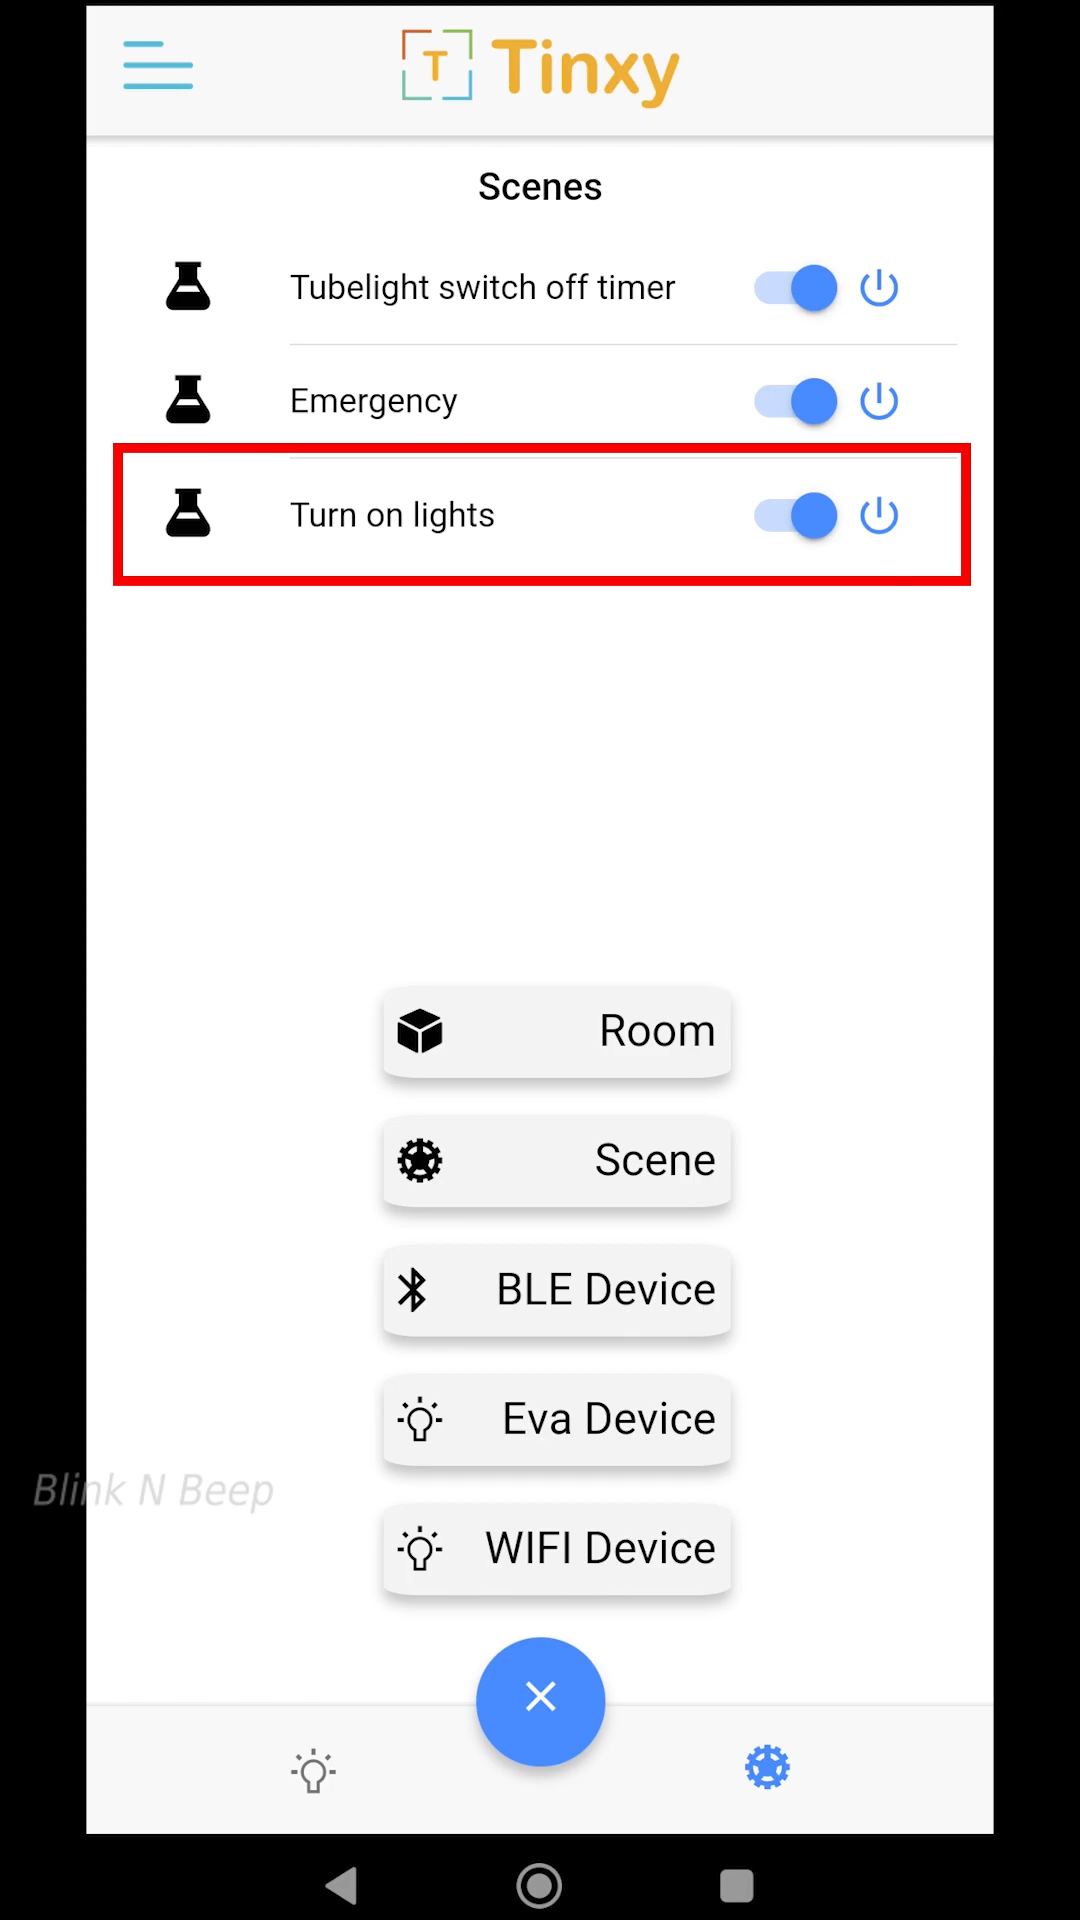 T Tinxy
Scenes
Tubelight switch off timer
Emergency
Turn on lights
Room
Scene
BLE Device
Eva Device
Blink N Beep
WIFI Device